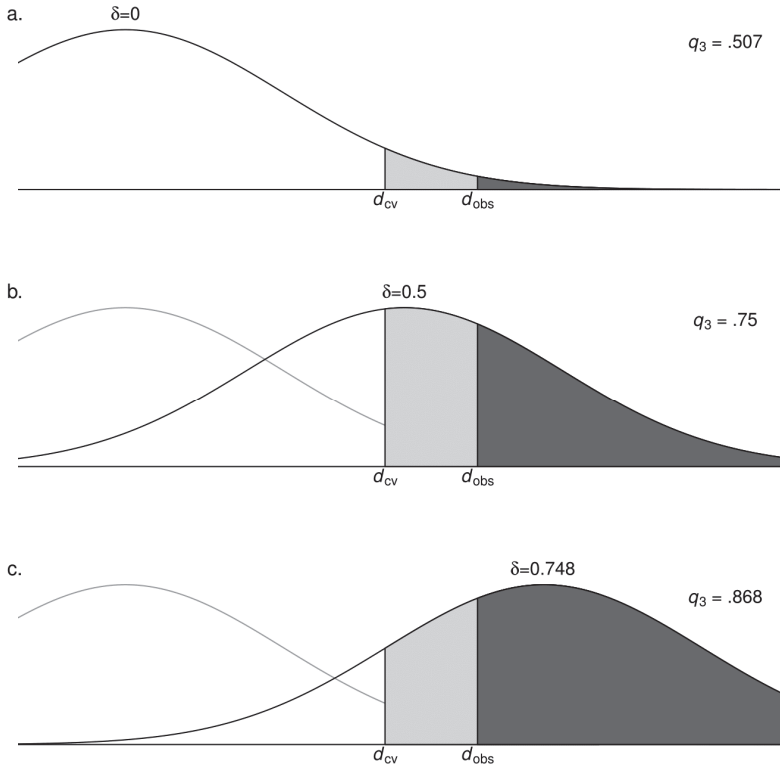 a.
δ=0
q3 = .507
dcv dobs
b.
δ=0.5
q3 = .75
dcv dobs
c.
δ=0.748
q3 = .868
dcv dobs